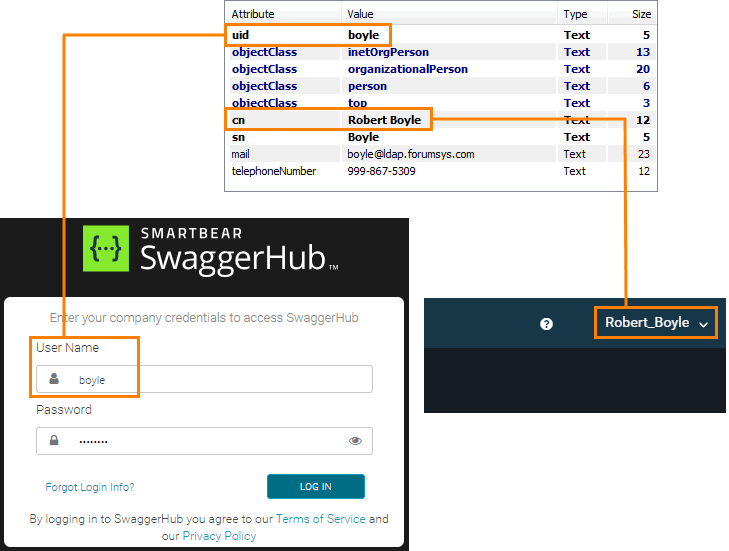 Attribute Value Type Size
uid boyle Text 5
objectClass inetOrgPerson Text 13
objectClass organizationalPerson Text 20
objectClass person Text 6
objectClass top Text 3
cn Robert Boyle Text 12
sn Boyle Text 5
mail boyle@ldap.forumsys.com Text 23
telephoneNumber 999-867-5309 Text 12
{···} SMARTBEAR
SwaggerHub™
Enter your company credentials to access SwaggerHub
User Name
boyle
Password
········
Forgot Login Info? LOG IN
By logging in to SwaggerHub you agree to our Terms of Service and
our Privacy Policy
? Robert_Boyle